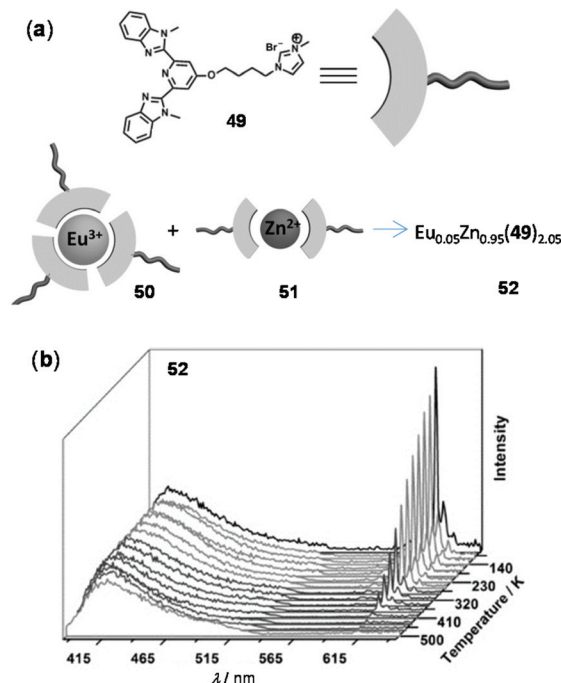 (a)
N
N
N
N
N
O
Br⁻
N
⊕
N
49
Eu³⁺
50
+
Zn²⁺
51
Eu₀.₀₅Zn₀.₉₅(49)₂.₀₅
52
(b)
52
Intensity
140
230
320
410
500
Temperature / K
415 465 515 565 615
λ / nm